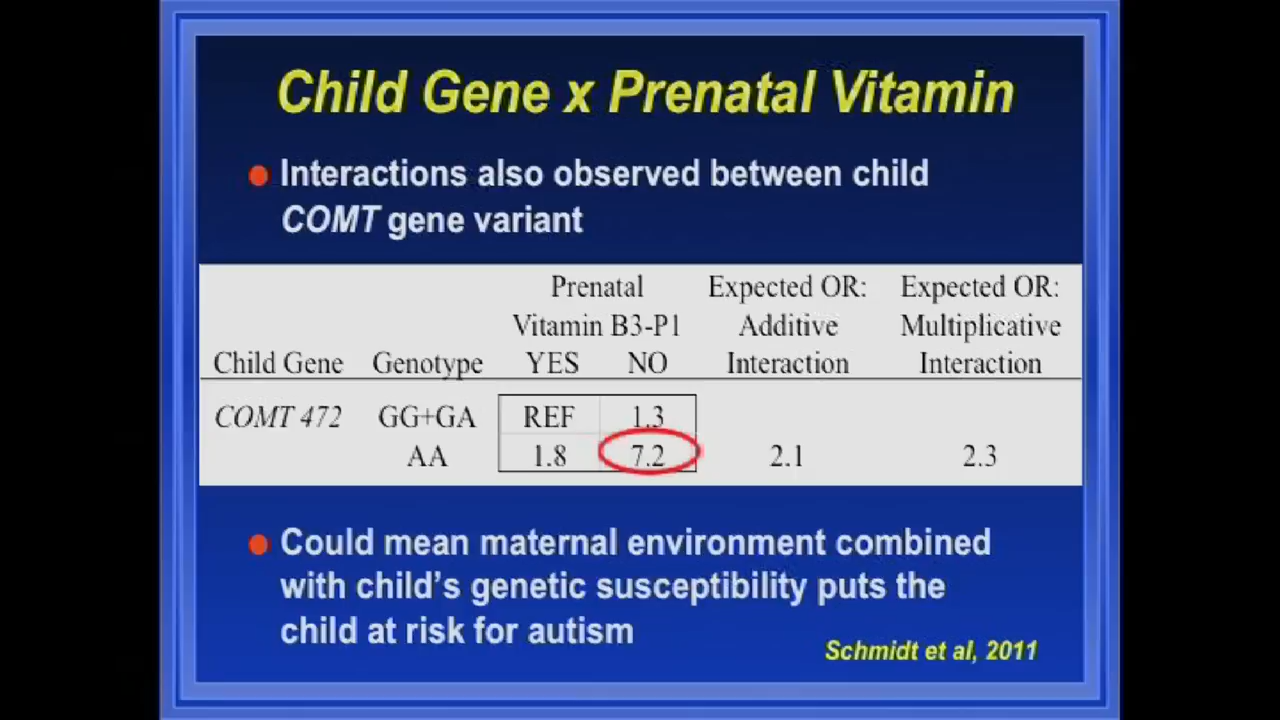 Child Gene x Prenatal Vitamin
Interactions also observed between child
COMT gene variant
Prenatal Expected OR: Expected OR:
Vitamin B3-P1 Additive Multiplicative
Child Gene Genotype YES NO Interaction Interaction
COMT 472 GG+GA REF 1.3
AA 1.8 7.2 2.1 2.3
Could mean maternal environment combined
with child's genetic susceptibility puts the
child at risk for autism
Schmidt et al, 2011